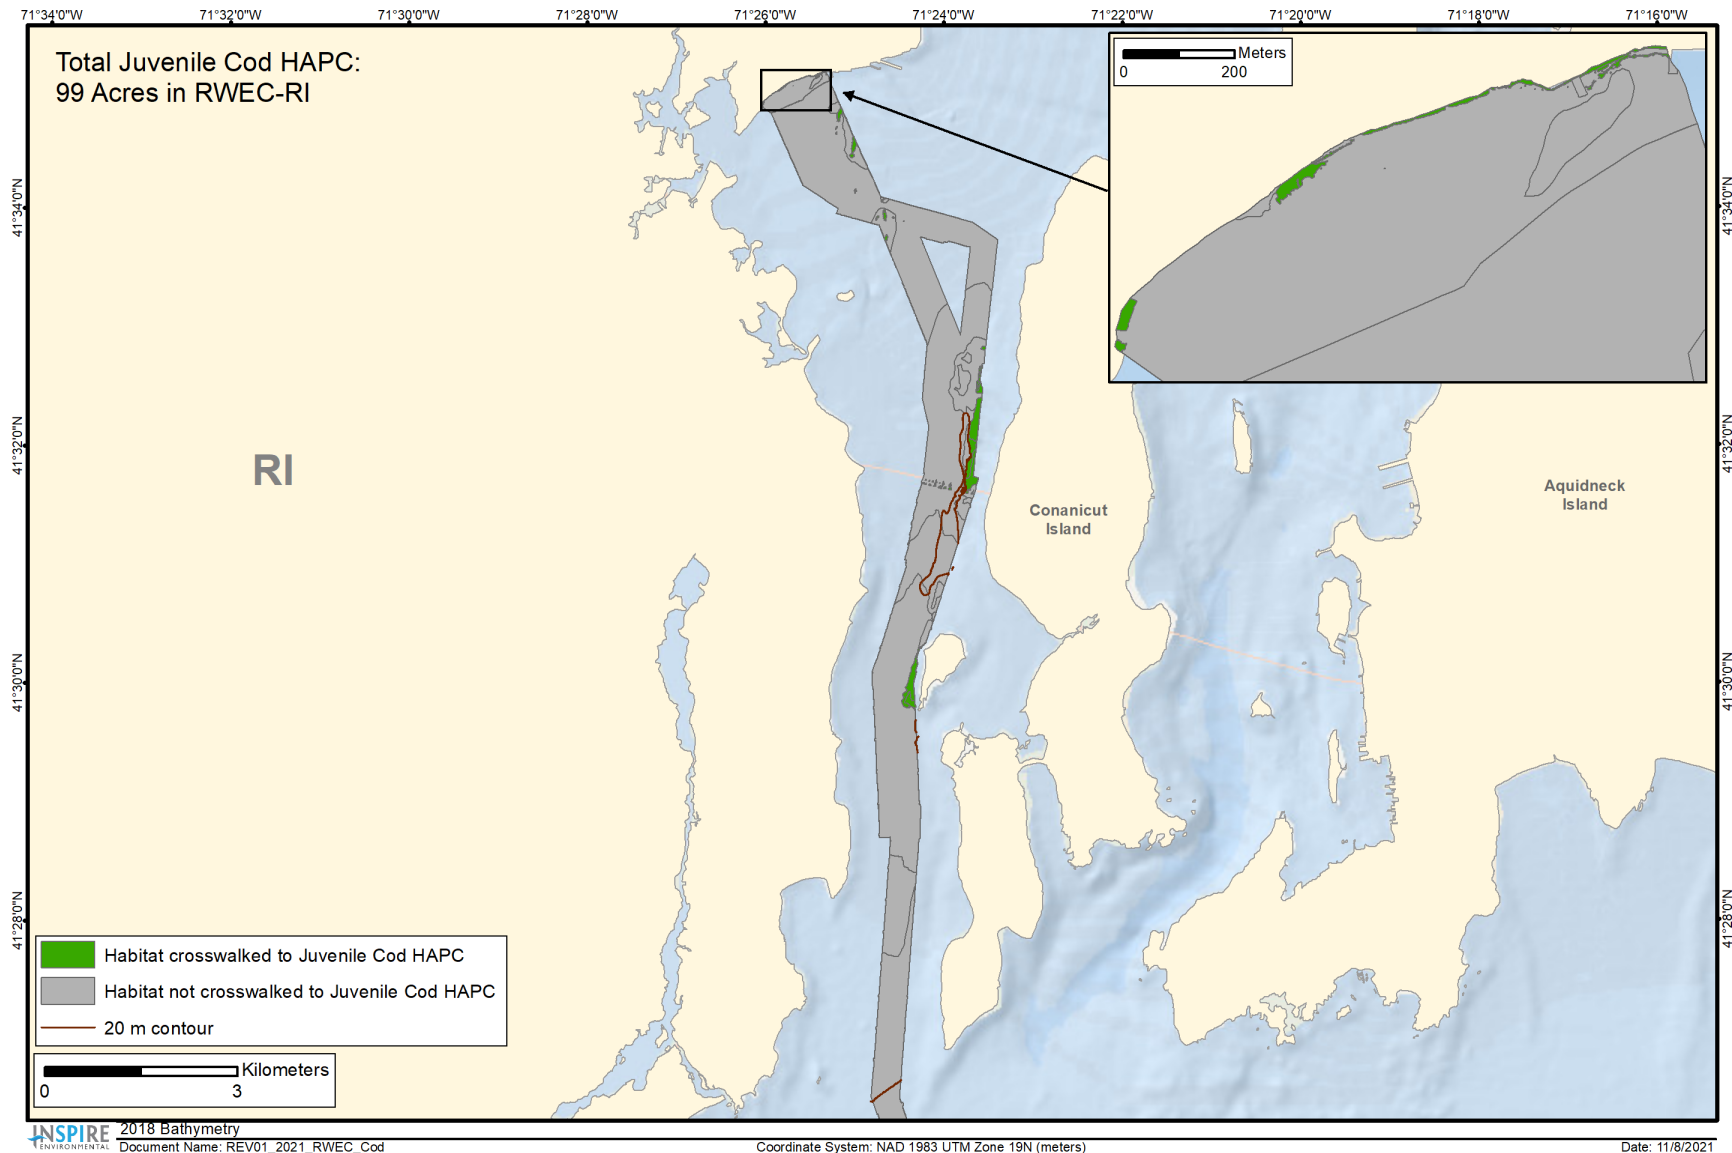 71°34'0"W 71°32'0"W 71°30'0"W 71°28'0"W 71°26'0"W 71°24'0"W 71°22'0"W 71°20'0"W 71°18'0"W 71°16'0"W
Total Juvenile Cod HAPC:
99 Acres in RWEC-RI
Meters
0 200
41°34'0"N 41°34'0"N
41°32'0"N 41°32'0"N
RI
Conanicut
Island
Aquidneck
Island
41°30'0"N 41°30'0"N
41°28'0"N 41°28'0"N
Habitat crosswalked to Juvenile Cod HAPC
Habitat not crosswalked to Juvenile Cod HAPC
20 m contour
Kilometers
0 3
INSPIRE
ENVIRONMENTAL
2018 Bathymetry
Document Name: REV01_2021_RWEC_Cod
Coordinate System: NAD 1983 UTM Zone 19N (meters)
Date: 11/8/2021